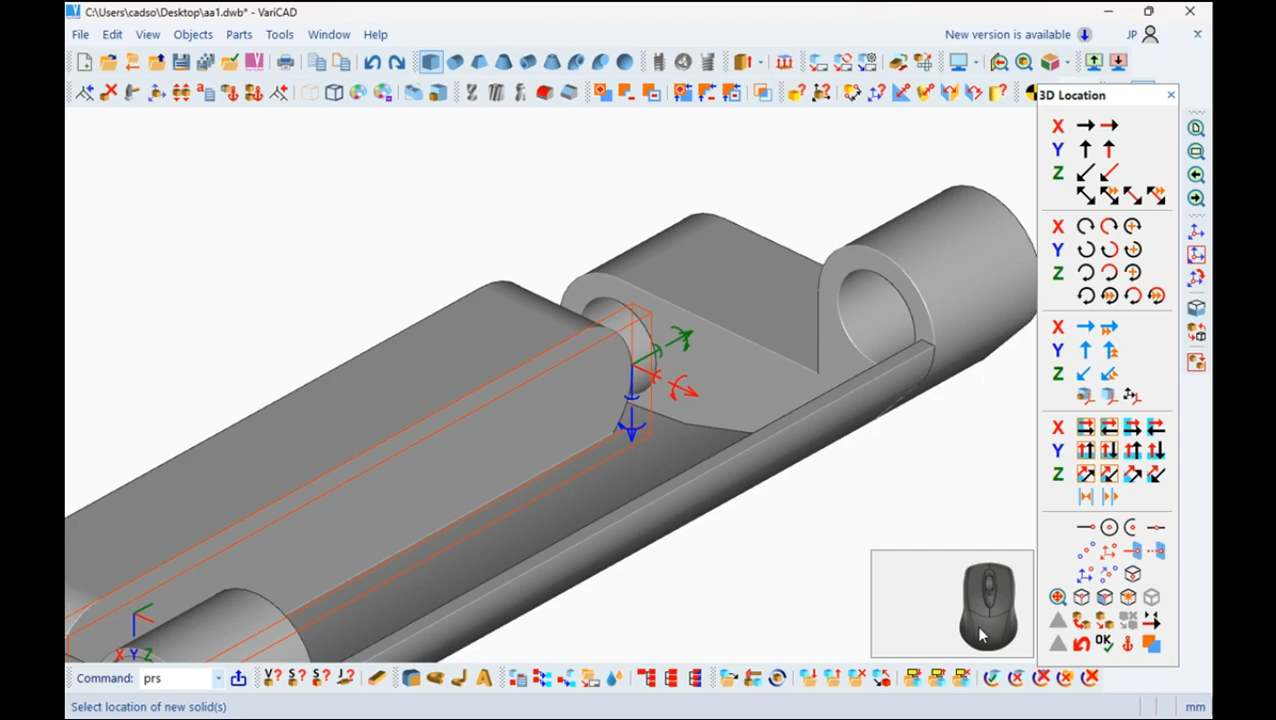 C:\Users\cadso\Desktop\aa1.dwb* - VariCAD
File Edit View Objects Parts Tools Window Help New version is available JP
3D Location
X
Y
Z
X
Y
Z
X
Y
Z
X
Y
Z
OK
X Y Z
Command: prs
Select location of new solid(s) mm